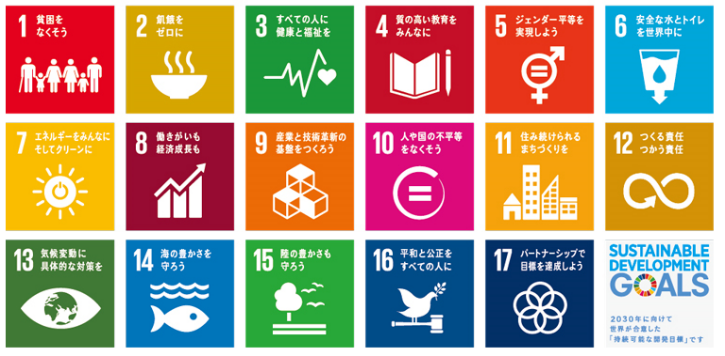 1 貧困を
なくそう
2 飢餓を
ゼロに
3 すべての人に
健康と福祉を
4 質の高い教育を
みんなに
5 ジェンダー平等を
実現しよう
6 安全な水とトイレ
を世界中に
7 エネルギーをみんなに
そしてクリーンに
8 働きがいも
経済成長も
9 産業と技術革新の
基盤をつくろう
10 人や国の不平等
をなくそう
11 住み続けられる
まちづくりを
12 つくる責任
つかう責任
13 気候変動に
具体的な対策を
14 海の豊かさを
守ろう
15 陸の豊かさも
守ろう
16 平和と公正を
すべての人に
17 パートナーシップで
目標を達成しよう
SUSTAINABLE
DEVELOPMENT
GOALS
2030年に向けて
世界が合意した
「持続可能な開発目標」です